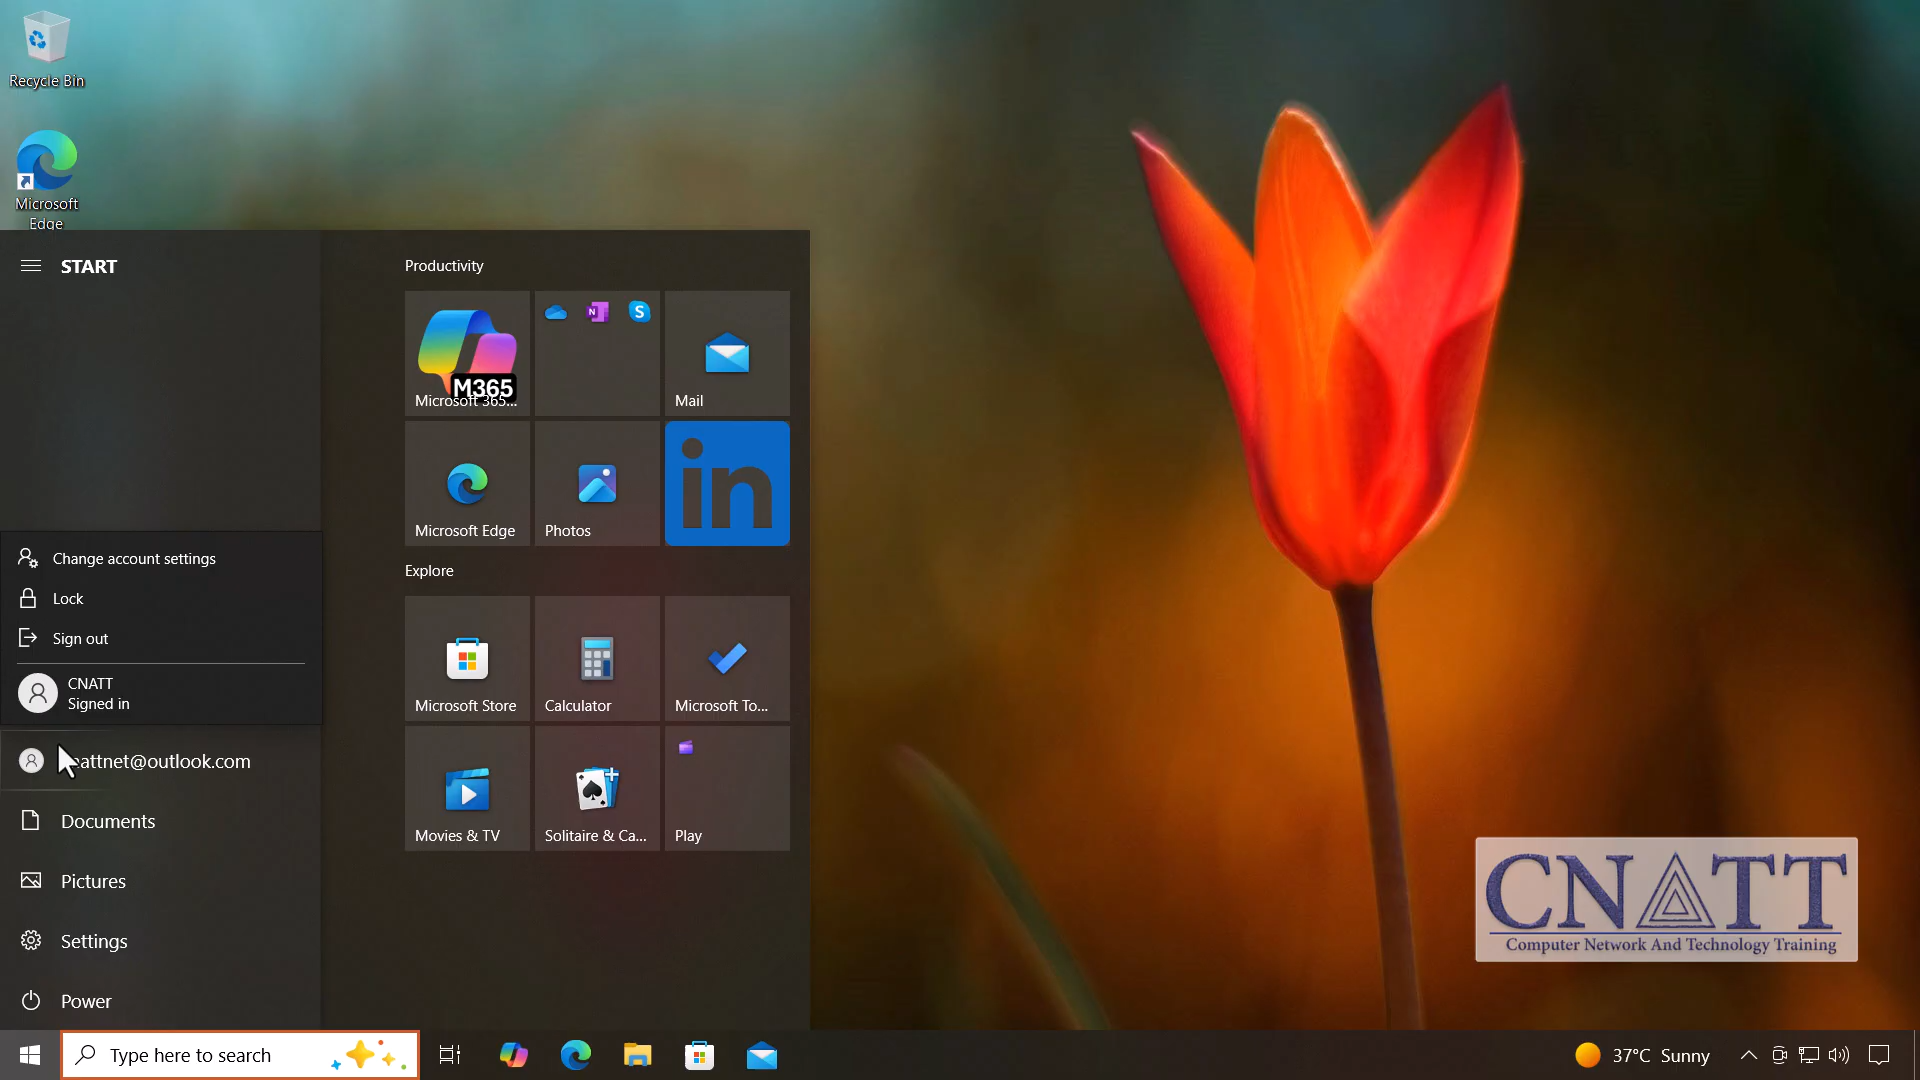 Recycle Bin
Microsoft
Edge
START
Productivity
M365
Microsoft 365...
N
S
Mail
Microsoft Edge
Photos
in
Explore
Microsoft Store
Calculator
Microsoft To...
Movies & TV
Solitaire & Ca...
Play
Change account settings
Lock
Sign out
CNATT
Signed in
attnet@outlook.com
Documents
Pictures
Settings
Power
Type here to search
37°C Sunny
CNATT
Computer Network And Technology Training